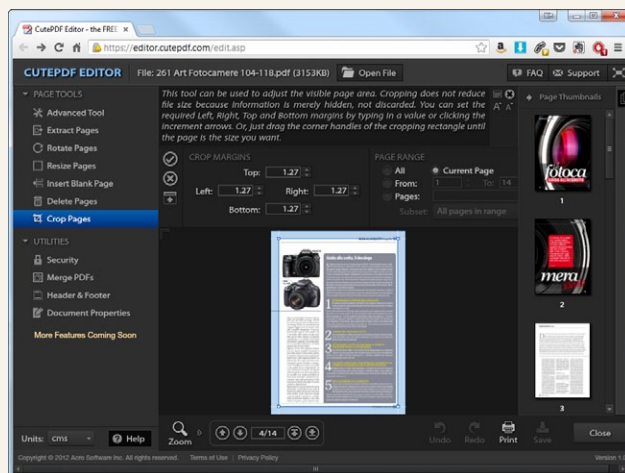 CutePDF Editor - the FREE
https://editor.cutepdf.com/edit.asp
CUTEPDF EDITOR
File: 261 Art Fotocamere 104-118.pdf (3153KB)
Open File
FAQ
Support
PAGE TOOLS
Advanced Tool
Extract Pages
Rotate Pages
Resize Pages
Insert Blank Page
Delete Pages
Crop Pages
UTILITIES
Security
Merge PDFs
Header & Footer
Document Properties
More Features Coming Soon
This tool can be used to adjust the visible page area. Cropping does not reduce
file size because information is merely hidden, not discarded. You can set the
required Left, Right, Top and Bottom margins by typing in a value or clicking the
increment arrows. Or, just drag the corner handles of the cropping rectangle until
the page is the size you want.
CROP MARGINS
Top: 1.27
Left: 1.27 Right: 1.27
Bottom: 1.27
PAGE RANGE
All Current Page
From: 1 To: 14
Pages:
Subset: All pages in range
1
2
3
4
5
Page Thumbnails
fotoca
1
mera
2
3
Units: cms
Help
Zoom
4/14
Undo
Redo
Print
Save
Close
Copyright © 2012 Acro Software Inc. All rights reserved. Terms of Use | Privacy Policy